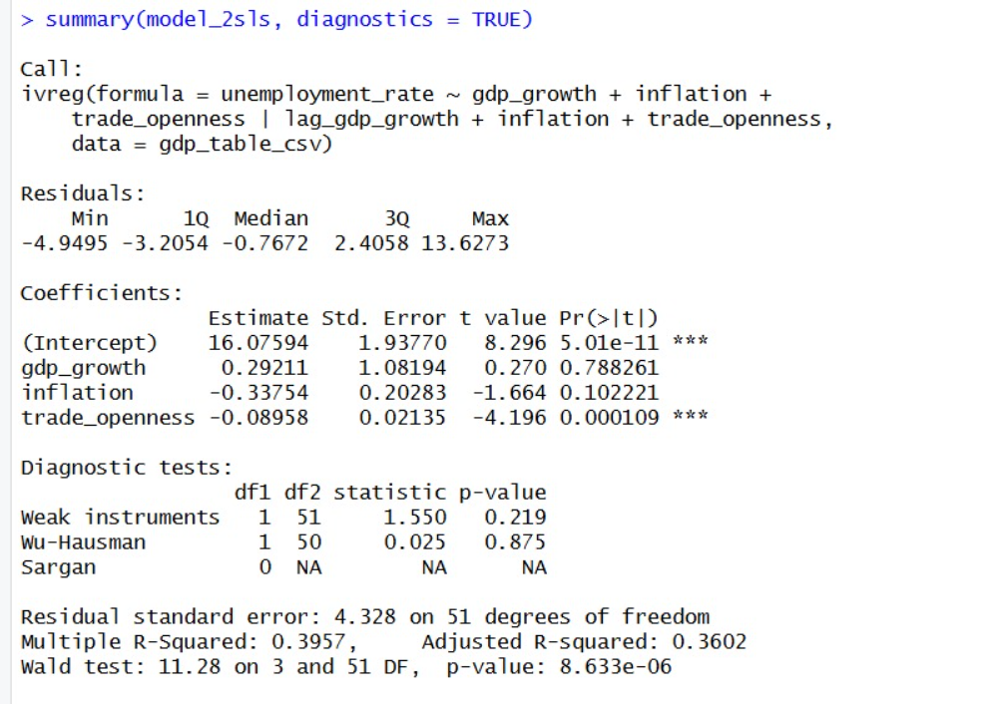 > summary(model_2sls, diagnostics = TRUE)
Call:
ivreg(formula = unemployment_rate ~ gdp_growth + inflation +
    trade_openness | lag_gdp_growth + inflation + trade_openness,
    data = gdp_table_csv)
Residuals:
    Min      1Q  Median      3Q     Max
-4.9495 -3.2054 -0.7672  2.4058 13.6273
Coefficients:
               Estimate Std. Error t value Pr(>|t|)
(Intercept)    16.07594    1.93770   8.296 5.01e-11 ***
gdp_growth      0.29211    1.08194   0.270 0.788261
inflation      -0.33754    0.20283  -1.664 0.102221
trade_openness -0.08958    0.02135  -4.196 0.000109 ***
Diagnostic tests:
                 df1 df2 statistic p-value
Weak instruments   1  51     1.550   0.219
Wu-Hausman         1  50     0.025   0.875
Sargan             0  NA        NA      NA
Residual standard error: 4.328 on 51 degrees of freedom
Multiple R-Squared: 0.3957,     Adjusted R-squared: 0.3602
Wald test: 11.28 on 3 and 51 DF,  p-value: 8.633e-06